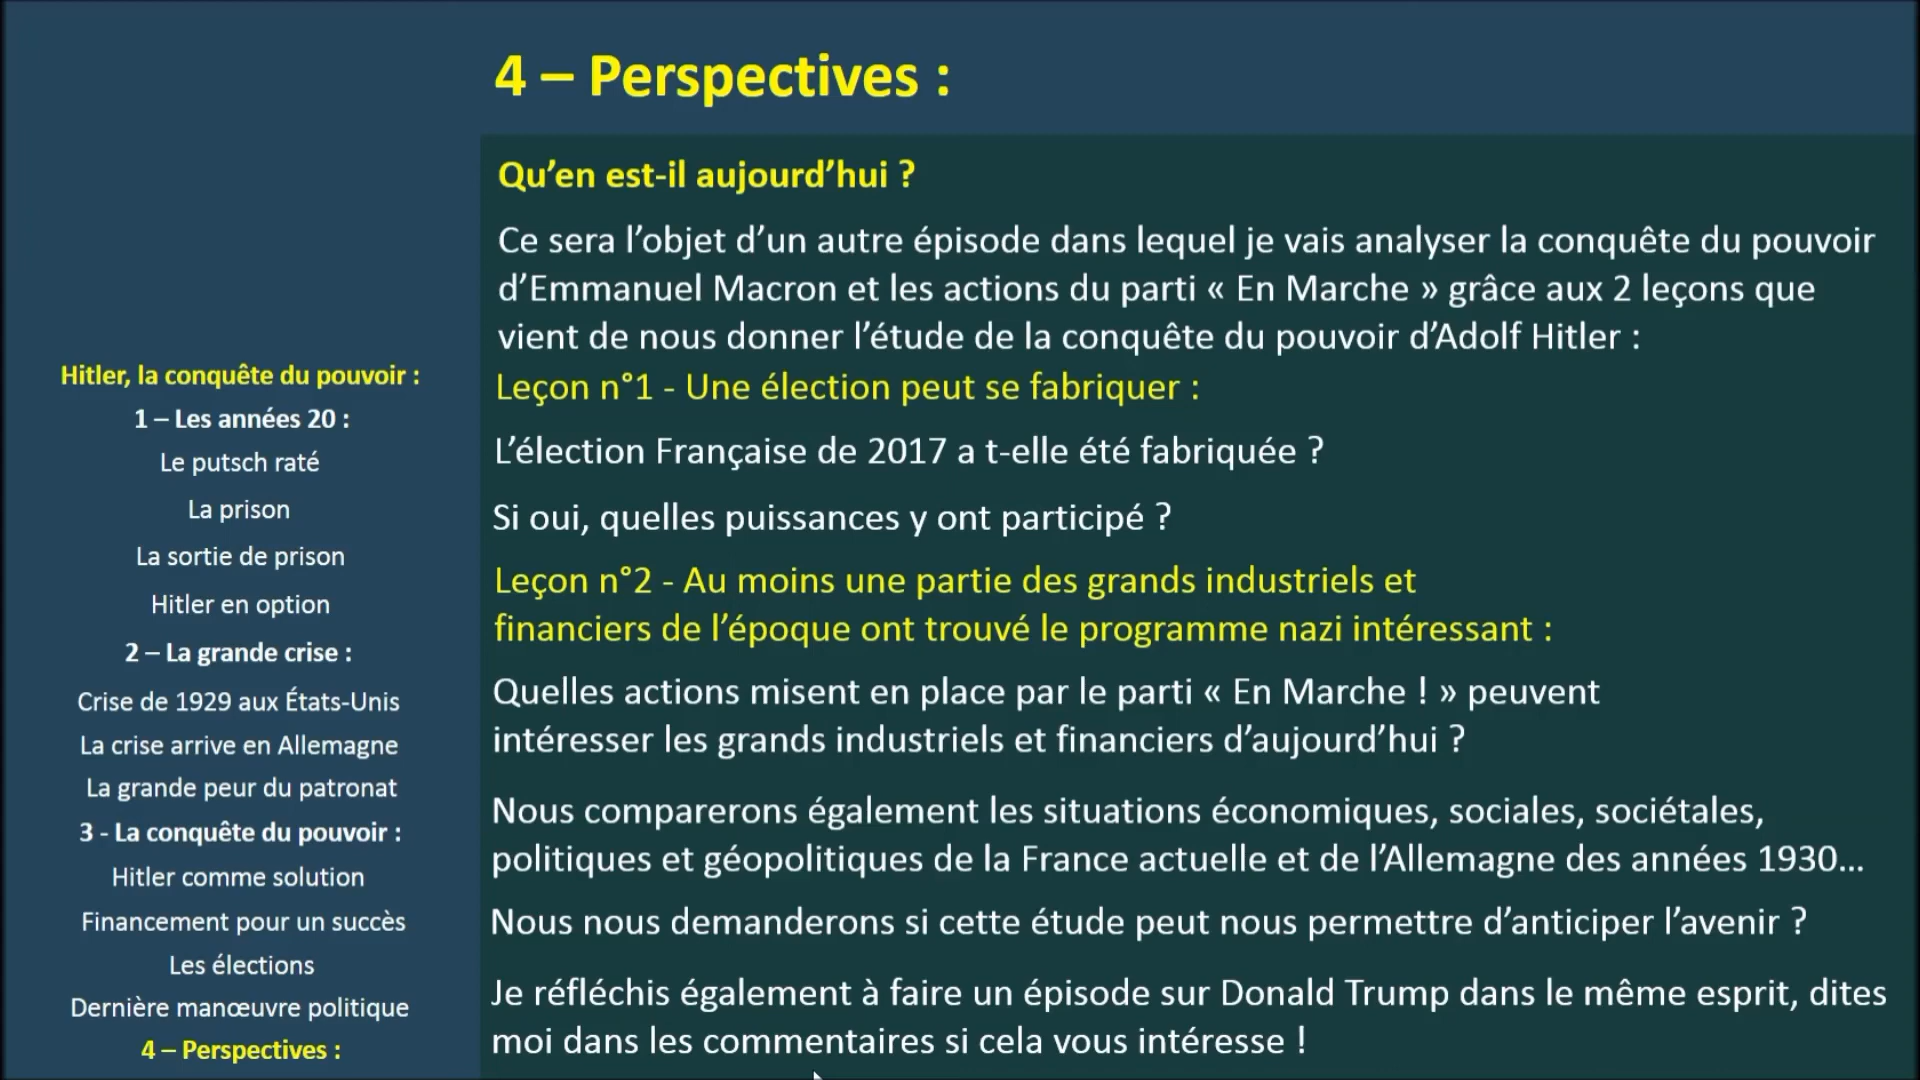 4 – Perspectives :
Qu’en est-il aujourd’hui ?
Ce sera l’objet d’un autre épisode dans lequel je vais analyser la conquête du pouvoir
d’Emmanuel Macron et les actions du parti « En Marche » grâce aux 2 leçons que
vient de nous donner l’étude de la conquête du pouvoir d’Adolf Hitler :
Leçon n°1 - Une élection peut se fabriquer :
L’élection Française de 2017 a t-elle été fabriquée ?
Si oui, quelles puissances y ont participé ?
Leçon n°2 - Au moins une partie des grands industriels et
financiers de l’époque ont trouvé le programme nazi intéressant :
Quelles actions misent en place par le parti « En Marche ! » peuvent
intéresser les grands industriels et financiers d’aujourd’hui ?
Nous comparerons également les situations économiques, sociales, sociétales,
politiques et géopolitiques de la France actuelle et de l’Allemagne des années 1930...
Nous nous demanderons si cette étude peut nous permettre d’anticiper l’avenir ?
Je réfléchis également à faire un épisode sur Donald Trump dans le même esprit, dites
moi dans les commentaires si cela vous intéresse !
Hitler, la conquête du pouvoir :
1 – Les années 20 :
Le putsch raté
La prison
La sortie de prison
Hitler en option
2 – La grande crise :
Crise de 1929 aux États-Unis
La crise arrive en Allemagne
La grande peur du patronat
3 - La conquête du pouvoir :
Hitler comme solution
Financement pour un succès
Les élections
Dernière manœuvre politique
4 – Perspectives :